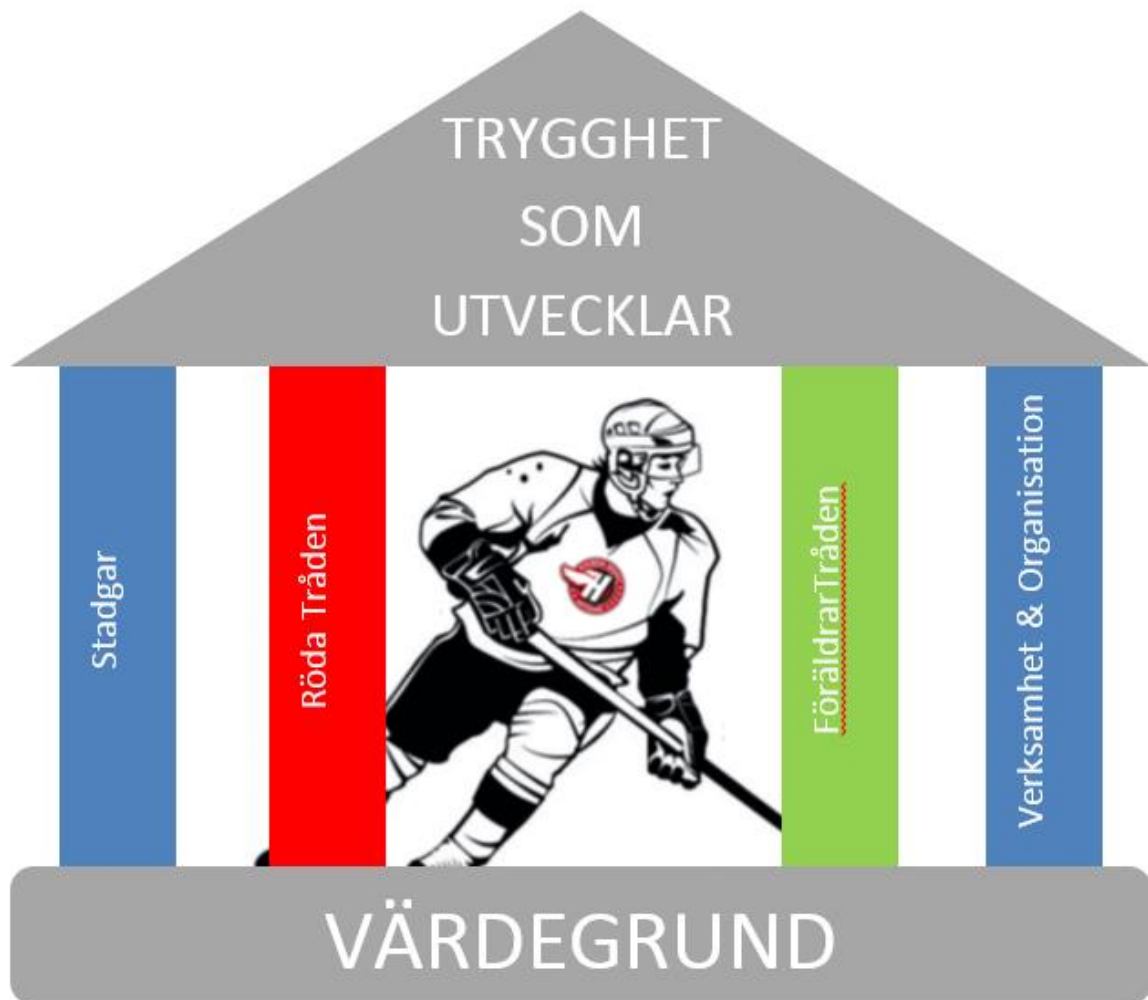 TRYGGHET
SOM
UTVECKLAR
Stadgar
Röda Tråden
FöräldrarTråden
Verksamhet & Organisation
VÄRDEGRUND